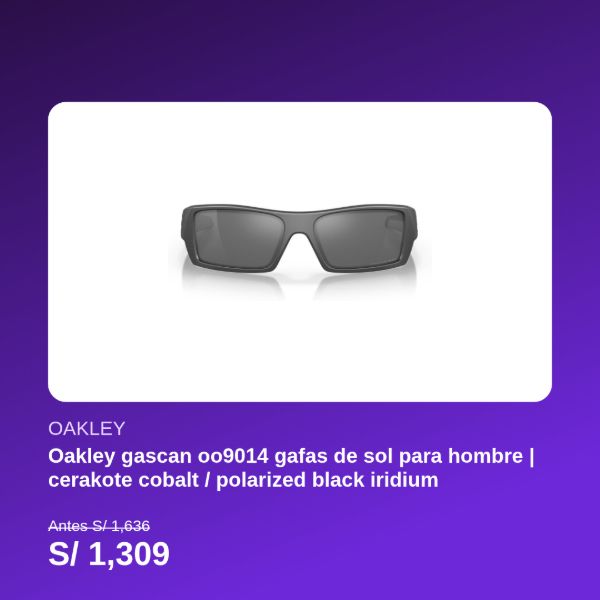 OAKLEY
Oakley gascan oo9014 gafas de sol para hombre |
cerakote cobalt / polarized black iridium
Antes S/ 1,636
S/ 1,309